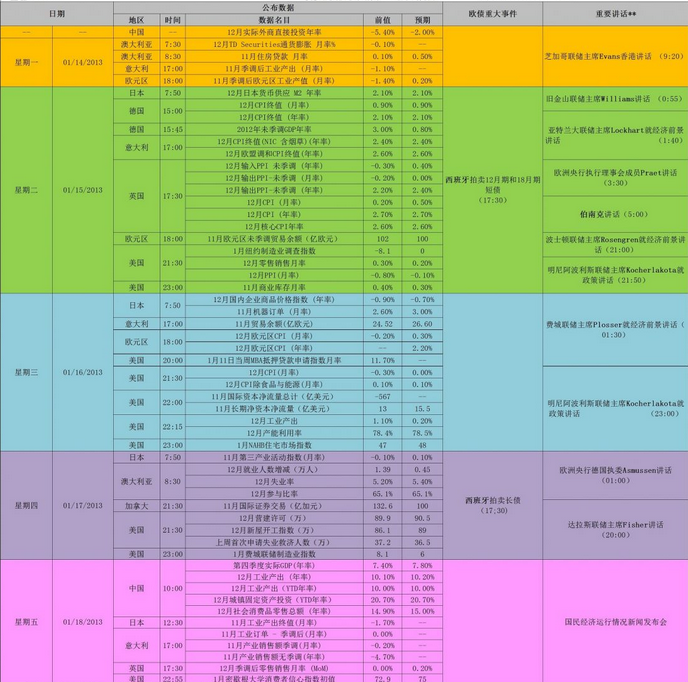 日期 公布数据 欧债重大事件 重要讲话**
地区 时间 数据名目 前值 预期
— — 中国 — 12月实际外商直接投资年率 -5.40% -2.00%
星期一 01/14/2013 澳大利亚 7:30 12月TD Securities通货膨胀 月率% -0.10% — 芝加哥联储主席Evans香港讲话 (9:20)
澳大利亚 8:30 11月住房贷款 月率 0.10% 0.50%
意大利 17:00 11月季调后工业产出(月率) -1.10% —
欧元区 18:00 11月季调后欧元区工业产值(月率) -1.40% 0.20%
星期二 01/15/2013 日本 7:50 12月日本货币供应 M2 年率 2.10% 2.10% 西班牙拍卖12月期和18月期短债 (17:30) 旧金山联储主席Williams讲话 (0:55)
德国 15:00 12月CPI终值(月率) 0.90% 0.90%
12月CPI终值(年率) 2.10% 2.10%
德国 15:45 2012年未季调GDP年率 3.00% 0.80% 亚特兰大联储主席Lockhart就经济前景讲话 (1:40)
意大利 17:00 12月CPI终值(NIC 含烟草)(年率) 2.40% 2.40%
12月欧盟调和CPI终值(年率) 2.60% 2.60%
英国 17:30 12月输入PPI 未季调 (年率) -0.30% 0.40% 欧洲央行执行理事会成员Praet讲话 (3:30)
12月输出PPI-未季调 (月率) -0.20% 0.00%
12月输出PPI-未季调 (年率) 2.20% 2.40%
12月CPI (月率) 0.20% 0.50% 伯南克讲话(5:00)
12月CPI (年率) 2.70% 2.70%
12月核心CPI年率 2.60% 2.60%
欧元区 18:00 11月欧元区未季调贸易余额(亿欧元) 102 100 波士顿联储主席Rosengren就经济前景讲话 (21:00)
美国 21:30 1月纽约制造业调查指数 -8.1 0
12月零售销售月率 0.30% 0.20% 明尼阿波利斯联储主席Kocherlakota就政策讲话 (21:50)
12月PPI(月率) -0.80% -0.10%
美国 23:00 11月商业库存月率 0.40% 0.30%
星期三 01/16/2013 日本 7:50 12月国内企业商品价格指数 (年率) -0.90% -0.70% 费城联储主席Plosser就经济前景讲话 (01:30)
11月机器订单 (月率) 2.60% 3.00%
意大利 17:00 11月贸易余额(亿欧元) 24.52 26.60
欧元区 18:00 12月欧元区CPI (月率) -0.20% 0.30%
12月欧元区CPI (年率) — 2.20%
美国 20:00 1月11日当周MBA抵押贷款申请指数月率 11.70% —
美国 21:30 12月CPI(月率) -0.30% 0.00% 明尼阿波利斯联储主席Kocherlakota就政策讲话 (23:00)
12月CPI除食品与能源(月率) 0.10% 0.10%
美国 22:00 11月国际资本净流量总计(亿美元) -567 —
11月长期净资本净流量(亿美元) 13 15.5
美国 22:15 12月工业产出 1.10% 0.20%
12月产能利用率 78.4% 78.5%
美国 23:00 1月NAHB住宅市场指数 47 48
星期四 01/17/2013 日本 7:50 11月第三产业活动指数(月率) -0.10% 0.10% 西班牙拍卖长债 (17:30) 欧洲央行德国执委Asmussen讲话 (01:00)
澳大利亚 8:30 12月就业人数增减(万人) 1.39 0.45
12月失业率 5.20% 5.40%
12月参与比率 65.1% 65.1%
加拿大 21:30 11月国际证券交易(亿加元) 132.6 100 达拉斯联储主席Fisher讲话 (20:00)
美国 21:30 12月营建许可(万) 89.9 90.5
12月新屋开工指数(万) 86.1 89
上周首次申请失业救济人数(万) 37.2 36.5
美国 23:00 1月费城联储制造业指数 8.1 6
星期五 01/18/2013 中国 10:00 第四季度实际GDP(年率) 7.40% 7.80% 国民经济运行情况新闻发布会
12月工业产出 (年率) 10.10% 10.20%
12月工业产出 (YTD年率) 10.00% 10.00%
12月城镇固定资产投资(YTD年率) 20.70% 20.70%
12月社会消费品零售总额 (年率) 14.90% 15.00%
日本 12:30 11月工业产出终值(月率) -1.70% —
意大利 17:00 11月工业订单 - 季调后(月率) 0.00% —
11月产业销售额季调(月率) -0.20% —
11月产业销售额无季调(年率) -4.70% —
英国 17:30 12月季调后零售销售月率 (MoM) 0.00% 0.20%
美国 22:55 1月密歇根大学消费者信心指数初值 72.9 75